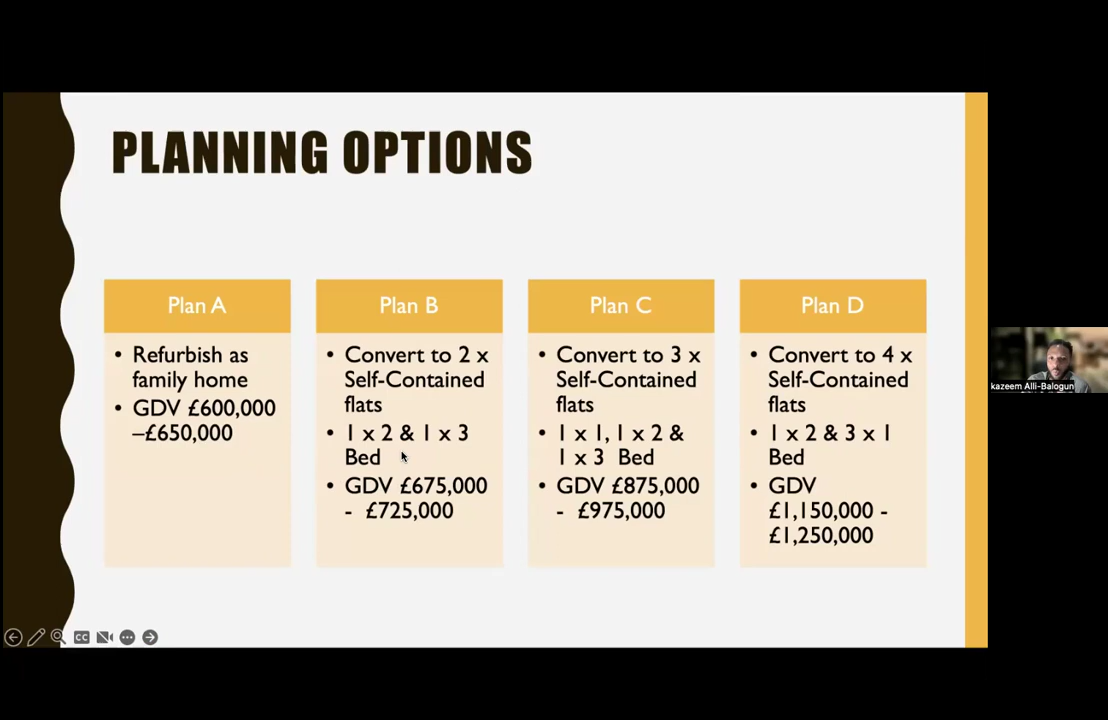 PLANNING OPTIONS
Plan A
• Refurbish as
family home
• GDV £600,000
–£650,000
Plan B
• Convert to 2 x
Self-Contained
flats
• 1 x 2 & 1 x 3
Bed
• GDV £675,000
- £725,000
Plan C
• Convert to 3 x
Self-Contained
flats
• 1 x 1, 1 x 2 &
1 x 3 Bed
• GDV £875,000
- £975,000
Plan D
• Convert to 4 x
Self-Contained
flats
• 1 x 2 & 3 x 1
Bed
• GDV
£1,150,000 -
£1,250,000
kazeem Alli-Balogun
CC